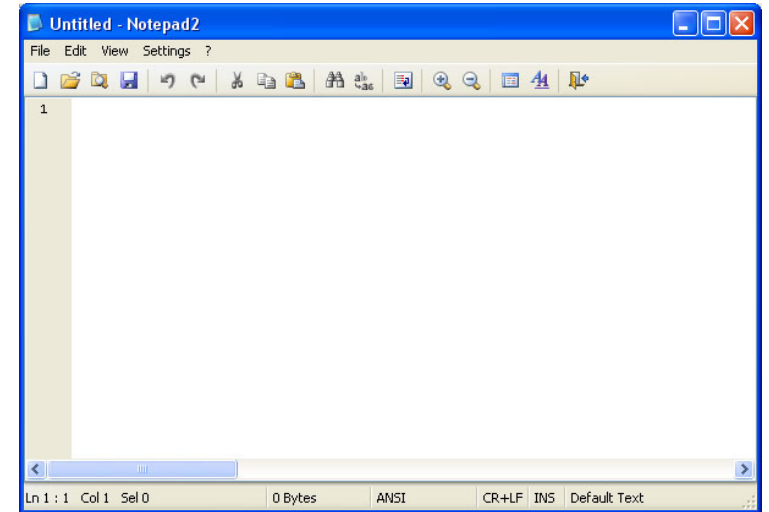 Untitled - Notepad2
File Edit View Settings ?
1
Ln 1 : 1 Col 1 Sel 0 0 Bytes ANSI CR+LF INS Default Text